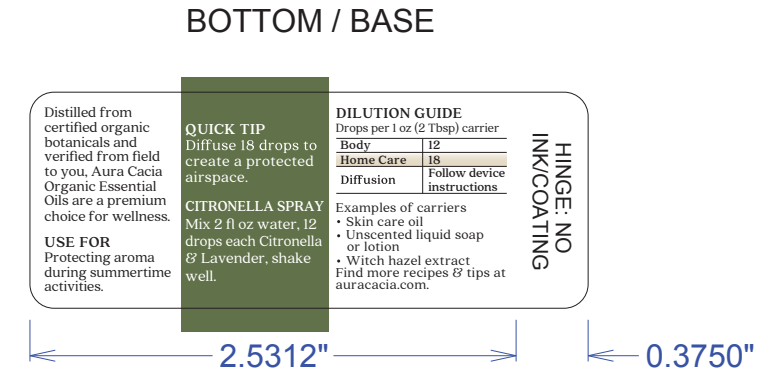 BOTTOM / BASE
Distilled from
certified organic
botanicals and
verified from field
to you, Aura Cacia
Organic Essential
Oils are a premium
choice for wellness.
USE FOR
Protecting aroma
during summertime
activities.
QUICK TIP
Diffuse 18 drops to
create a protected
airspace.
CITRONELLA SPRAY
Mix 2 fl oz water, 12
drops each Citronella
& Lavender, shake
well.
DILUTION GUIDE
Drops per 1 oz (2 Tbsp) carrier
Body 12
Home Care 18
Diffusion Follow device
instructions
Examples of carriers
• Skin care oil
• Unscented liquid soap
or lotion
• Witch hazel extract
Find more recipes & tips at
auracacia.com.
HINGE: NO
INK/COATING
2.5312"
0.3750"